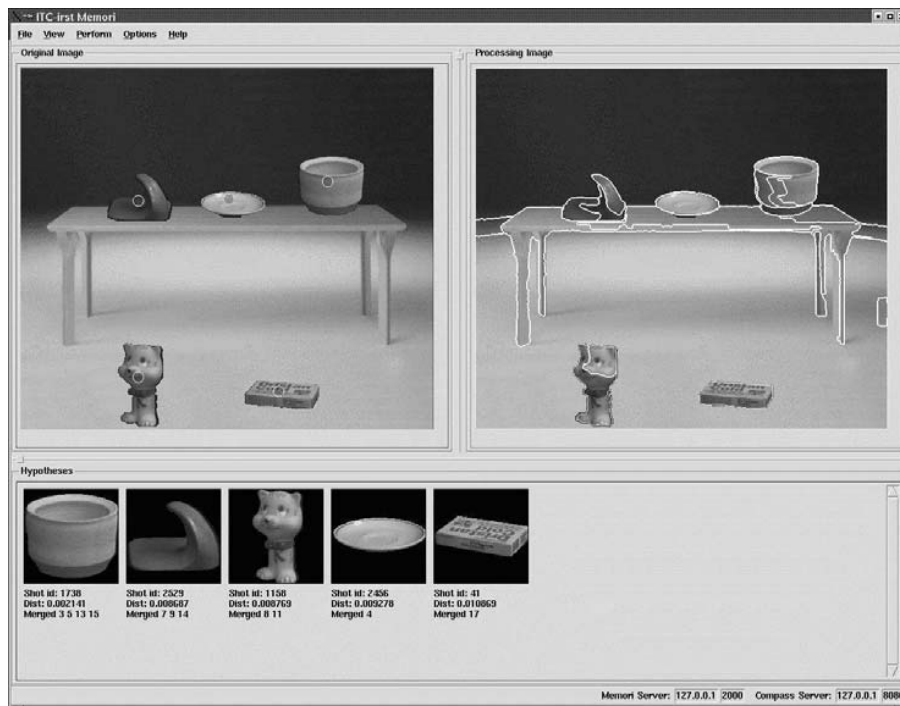 ITC-irst Memori
File View Perform Options Help
Original Image
Processing Image
Hypotheses
Bristan
Cold
Shot id: 1738
Dist: 0.002141
Merged 3 5 13 15
Shot id: 2529
Dist: 0.008687
Merged 7 9 14
Shot id: 1158
Dist: 0.008769
Merged 8 11
Shot id: 2456
Dist: 0.009278
Merged 4
Shot id: 41
Dist: 0.010869
Merged 17
Memori Server: 127.0.0.1 2000 Compass Server: 127.0.0.1 8080